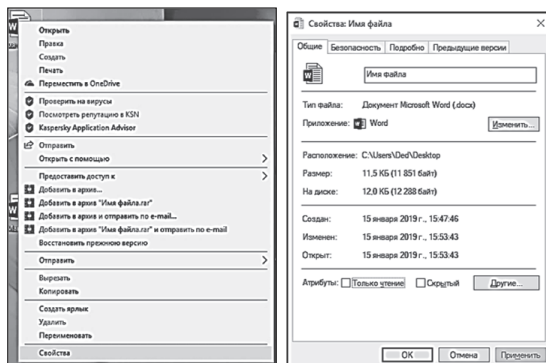 Открыть
Правка
Создать
Печать
Переместить в OneDrive
Проверить на вирусы
Посмотреть репутацию в KSN
Kaspersky Application Advisor
Отправить
Открыть с помощью
Предоставить доступ к
Добавить в архив...
Добавить в архив "Имя файла.rar"
Добавить в архив и отправить по e-mail...
Добавить в архив "Имя файла.rar" и отправить по e-mail
Восстановить прежнюю версию
Отправить
Вырезать
Копировать
Создать ярлык
Удалить
Переименовать
Свойства
Свойства: Имя файла
Общие Безопасность Подробно Предыдущие версии
Имя файла
Тип файла: Документ Microsoft Word (.docx)
Приложение: Word Изменить...
Расположение: C:\Users\Ded\Desktop
Размер: 11,5 КБ (11 851 байт)
На диске: 12,0 КБ (12 288 байт)
Создан: 15 января 2019 г., 15:47:46
Изменен: 15 января 2019 г., 15:53:43
Открыт: 15 января 2019 г., 15:53:43
Атрибуты: Только чтение Скрытый Другие...
ОК Отмена Применить